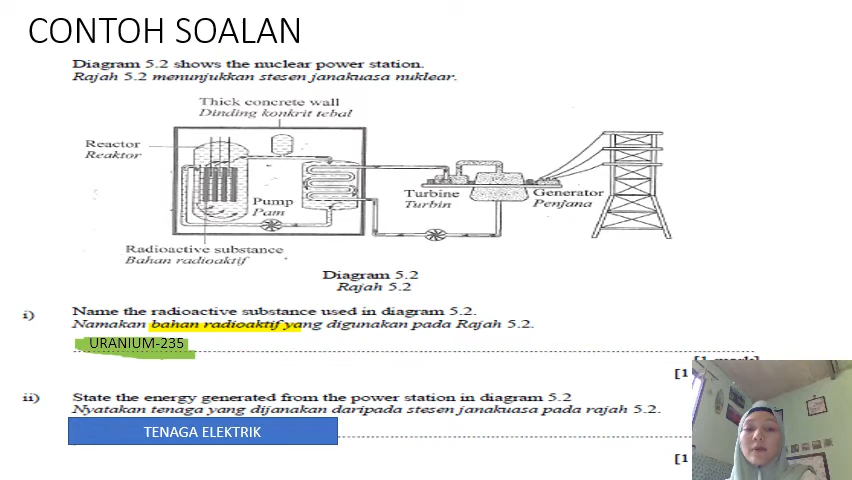 CONTOH SOALAN
Diagram 5.2 shows the nuclear power station.
Rajah 5.2 menunjukkan stesen janakuasa nuklear.
Thick concrete wall
Dinding konkrit tebal
Reactor
Reaktor
Pump
Pam
Turbine
Turbin
Generator
Penjana
Radioactive substance
Bahan radioaktif
Diagram 5.2
Rajah 5.2
i) Name the radioactive substance used in diagram 5.2.
Namakan bahan radioaktif yang digunakan pada Rajah 5.2.
URANIUM-235
[1 mark]
[1
ii) State the energy generated from the power station in diagram 5.2
Nyatakan tenaga yang dijanakan daripada stesen janakuasa pada rajah 5.2.
TENAGA ELEKTRIK
[1